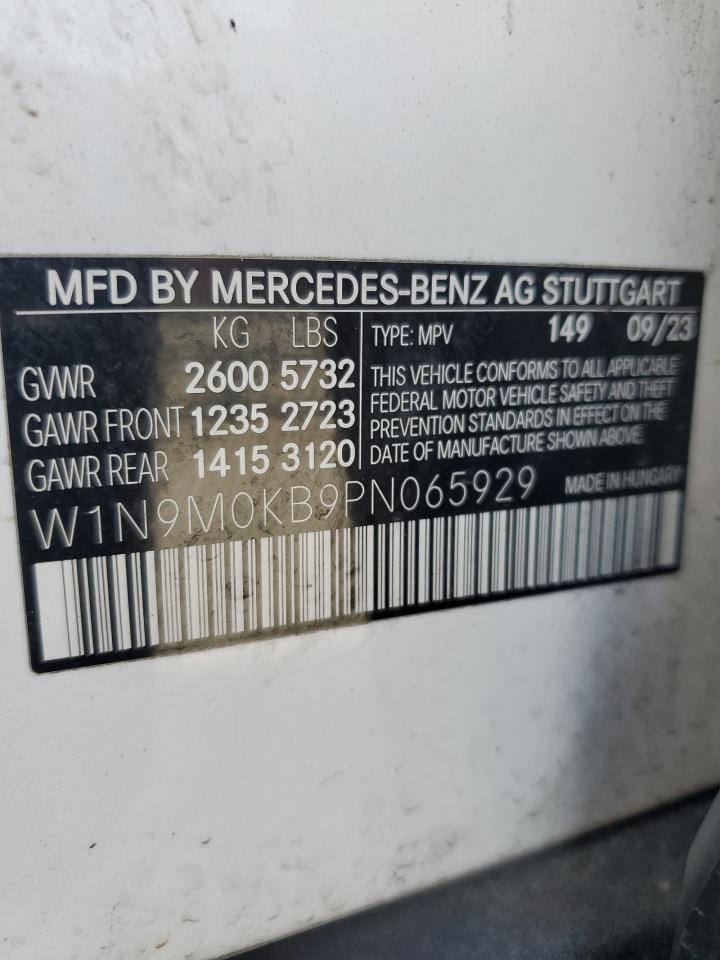 MFD BY MERCEDES-BENZ AG STUTTGART
KG LBS
GVWR 2600 5732
GAWR FRONT 1235 2723
GAWR REAR 1415 3120
TYPE: MPV 149 09/23
THIS VEHICLE CONFORMS TO ALL APPLICABLE
FEDERAL MOTOR VEHICLE SAFETY AND THEFT
PREVENTION STANDARDS IN EFFECT ON THE
DATE OF MANUFACTURE SHOWN ABOVE
W1N9M0KB9PN065929 MADE IN HUNGARY